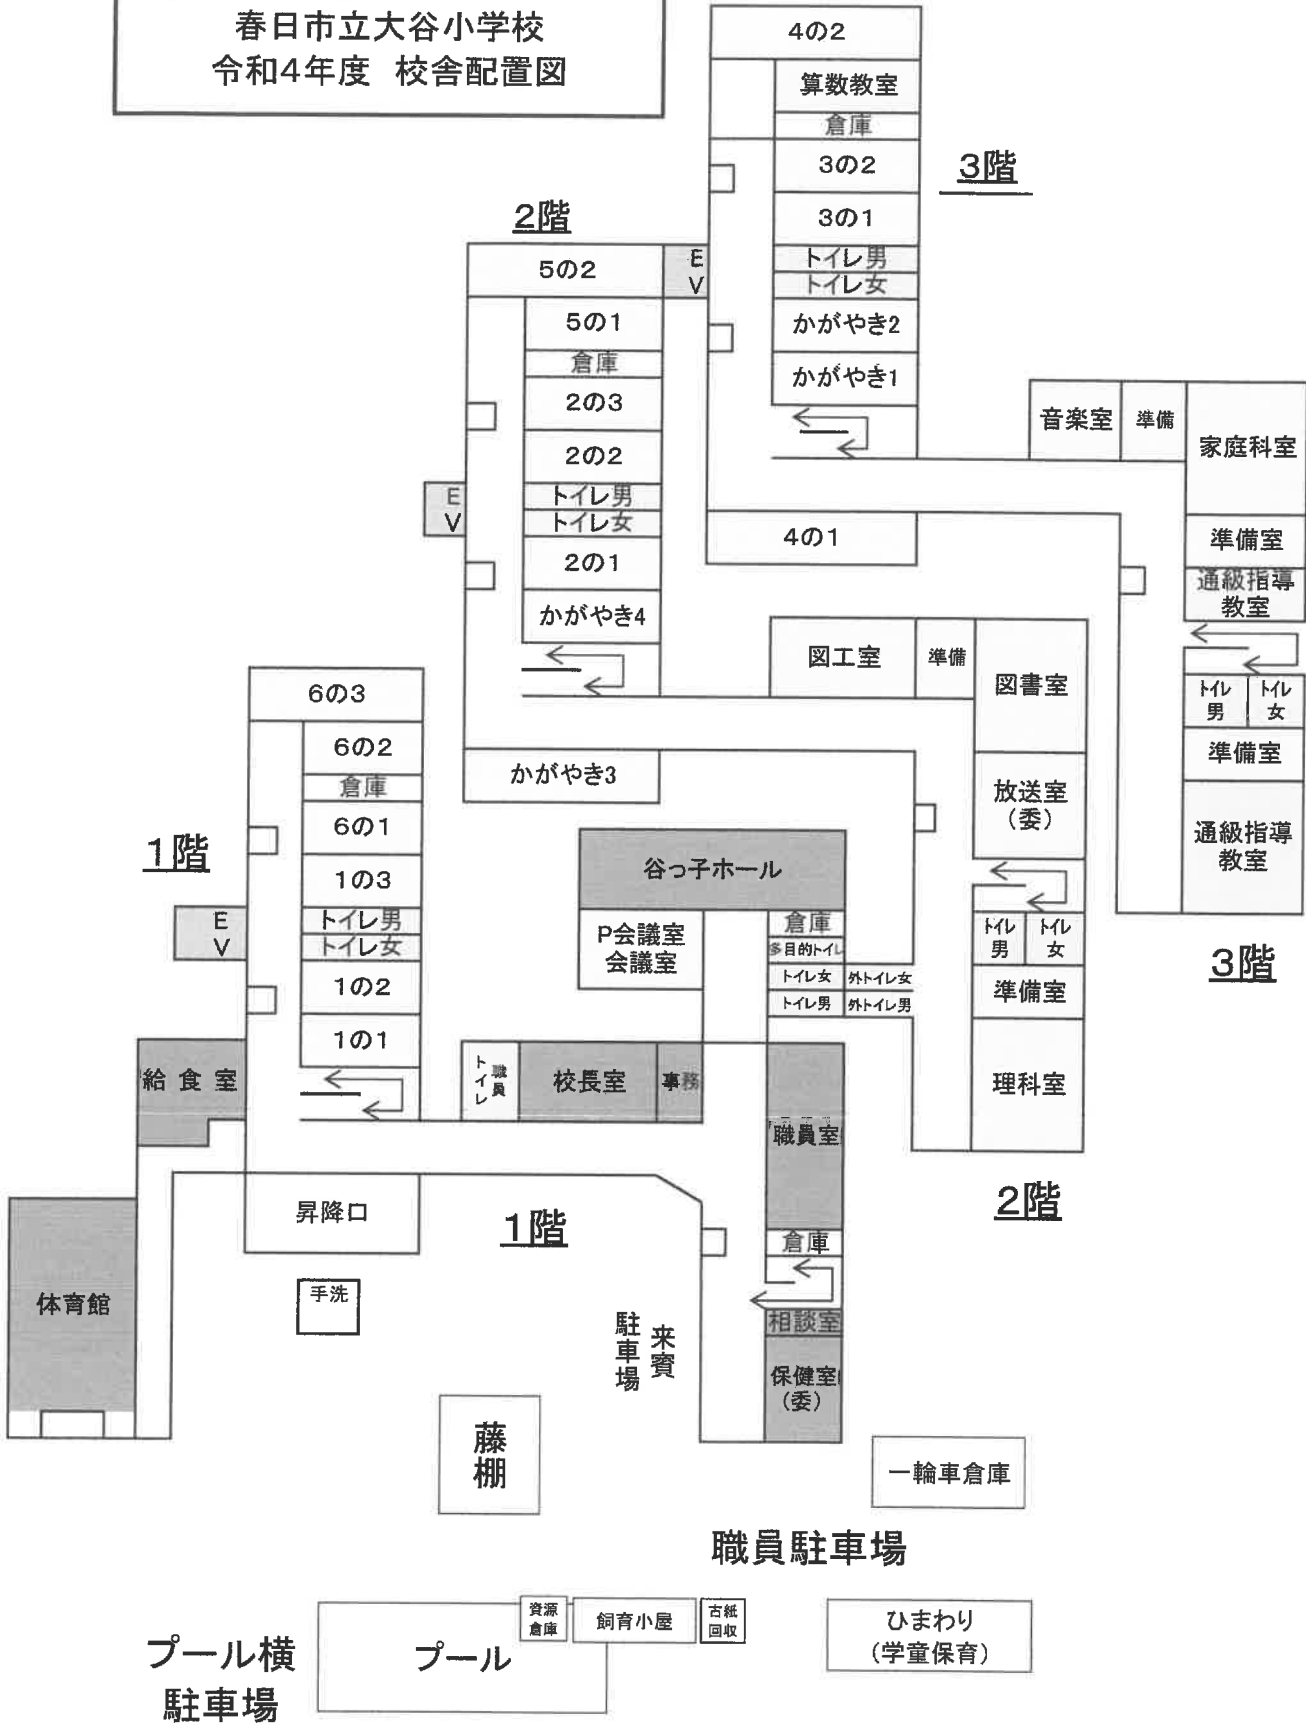 春日市立大谷小学校
令和4年度 校舎配置図
4の2
算数教室
倉庫
3の2
3の1
トイレ男
トイレ女
かがやき2
かがやき1
3階
EV
4の1
音楽室
準備
家庭科室
準備室
通級指導
教室
トイレ男
トイレ女
準備室
通級指導
教室
3階
2階
5の2
5の1
倉庫
2の3
2の2
トイレ男
トイレ女
2の1
かがやき4
EV
かがやき3
図工室
準備
図書室
放送室
(委)
トイレ男
トイレ女
準備室
理科室
2階
6の3
6の2
倉庫
6の1
1の3
トイレ男
トイレ女
1の2
1の1
1階
EV
給食室
体育館
昇降口
手洗
1階
谷っ子ホール
P会議室
会議室
倉庫
多目的トイレ
トイレ女
外トイレ女
トイレ男
外トイレ男
職員トイレ
校長室
事務
職員室
倉庫
相談室
保健室
(委)
来賓
駐車場
藤棚
一輪車倉庫
職員駐車場
資源
倉庫
飼育小屋
古紙
回収
プール
プール横
駐車場
ひまわり
(学童保育)